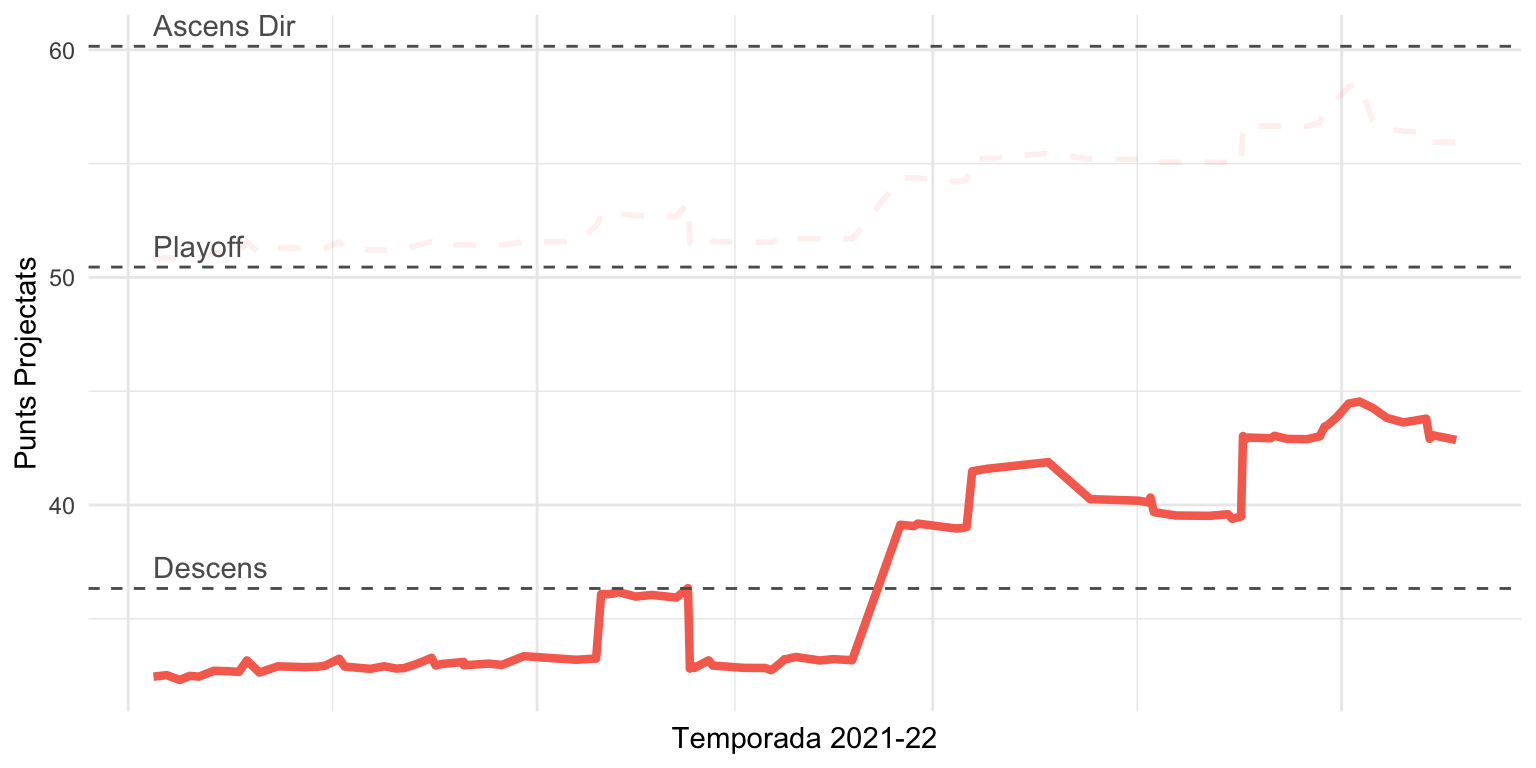 Ascens Dir
60
Playoff
50
40
Descens
Punts Projectats
Temporada 2021-22